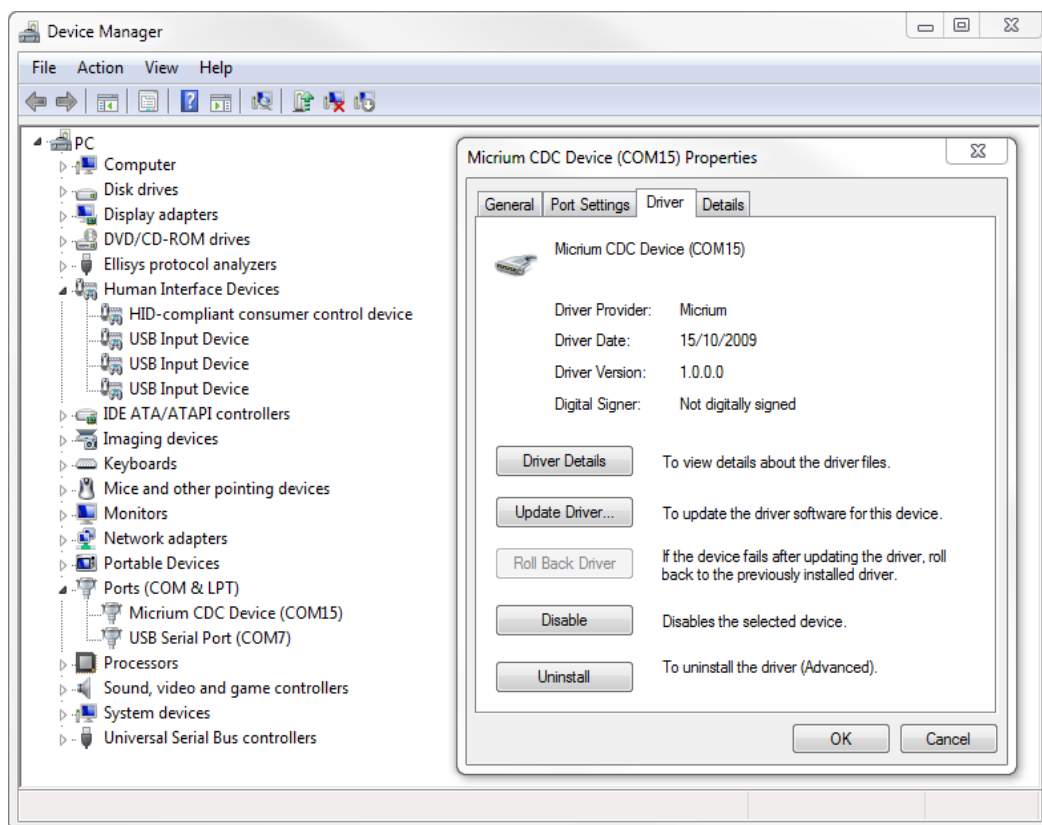 Device Manager
File Action View Help
PC
Computer
Disk drives
Display adapters
DVD/CD-ROM drives
Ellisys protocol analyzers
Human Interface Devices
HID-compliant consumer control device
USB Input Device
USB Input Device
USB Input Device
IDE ATA/ATAPI controllers
Imaging devices
Keyboards
Mice and other pointing devices
Monitors
Network adapters
Portable Devices
Ports (COM & LPT)
Micrium CDC Device (COM15)
USB Serial Port (COM7)
Processors
Sound, video and game controllers
System devices
Universal Serial Bus controllers
Micrium CDC Device (COM15) Properties
General Port Settings Driver Details
Micrium CDC Device (COM15)
Driver Provider: Micrium
Driver Date: 15/10/2009
Driver Version: 1.0.0.0
Digital Signer: Not digitally signed
Driver Details To view details about the driver files.
Update Driver... To update the driver software for this device.
Roll Back Driver If the device fails after updating the driver, roll
back to the previously installed driver.
Disable Disables the selected device.
Uninstall To uninstall the driver (Advanced).
OK Cancel